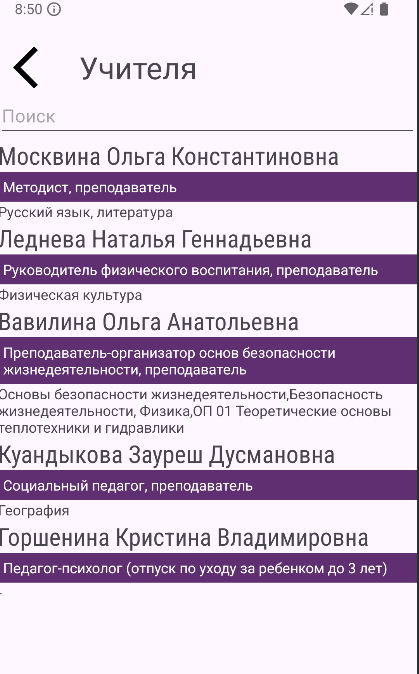 8:50
Учителя
Поиск
Москвина Ольга Константиновна
Методист, преподаватель
Русский язык, литература
Леднева Наталья Геннадьевна
Руководитель физического воспитания, преподаватель
Физическая культура
Вавилина Ольга Анатольевна
Преподаватель-организатор основ безопасности
жизнедеятельности, преподаватель
Основы безопасности жизнедеятельности,Безопасность
жизнедеятельности, Физика,ОП 01 Теоретические основы
теплотехники и гидравлики
Куандыкова Зауреш Дусмановна
Социальный педагог, преподаватель
География
Горшенина Кристина Владимировна
Педагог-психолог (отпуск по уходу за ребенком до 3 лет)
-